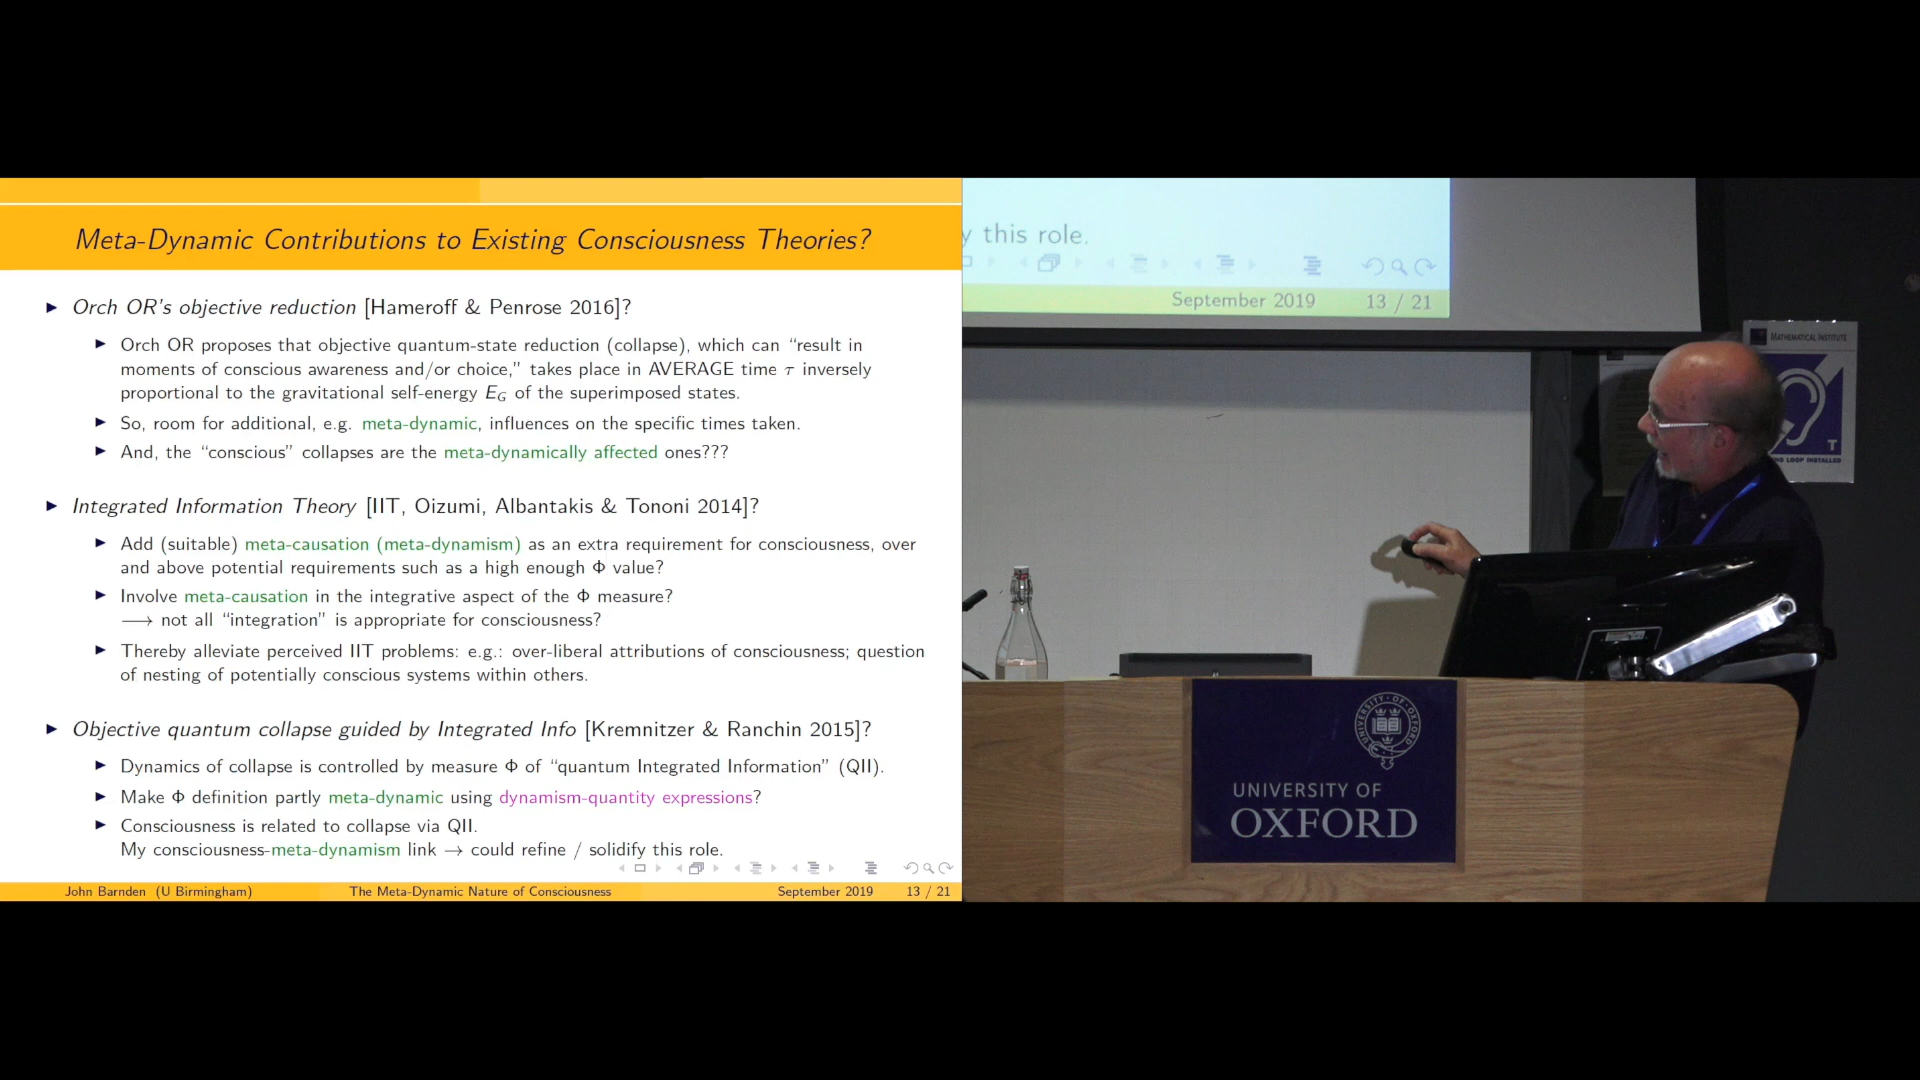 Meta-Dynamic Contributions to Existing Consciousness Theories?
► Orch OR's objective reduction [Hameroff & Penrose 2016]?
► Orch OR proposes that objective quantum-state reduction (collapse), which can “result in
moments of conscious awareness and/or choice,” takes place in AVERAGE time τ inversely
proportional to the gravitational self-energy E_G of the superimposed states.
► So, room for additional, e.g. meta-dynamic, influences on the specific times taken.
► And, the “conscious” collapses are the meta-dynamically affected ones???
► Integrated Information Theory [IIT, Oizumi, Albantakis & Tononi 2014]?
► Add (suitable) meta-causation (meta-dynamism) as an extra requirement for consciousness, over
and above potential requirements such as a high enough Φ value?
► Involve meta-causation in the integrative aspect of the Φ measure?
⟶ not all “integration” is appropriate for consciousness?
► Thereby alleviate perceived IIT problems: e.g.: over-liberal attributions of consciousness; question
of nesting of potentially conscious systems within others.
► Objective quantum collapse guided by Integrated Info [Kremnitzer & Ranchin 2015]?
► Dynamics of collapse is controlled by measure Φ of “quantum Integrated Information” (QII).
► Make Φ definition partly meta-dynamic using dynamism-quantity expressions?
► Consciousness is related to collapse via QII.
My consciousness-meta-dynamism link → could refine / solidify this role.
John Barnden (U Birmingham) The Meta-Dynamic Nature of Consciousness September 2019 13 / 21
y this role.
September 2019 13 / 21
MATHEMATICAL INSTITUTE
T
LOOP INSTALLED
UNIVERSITY OF
OXFORD